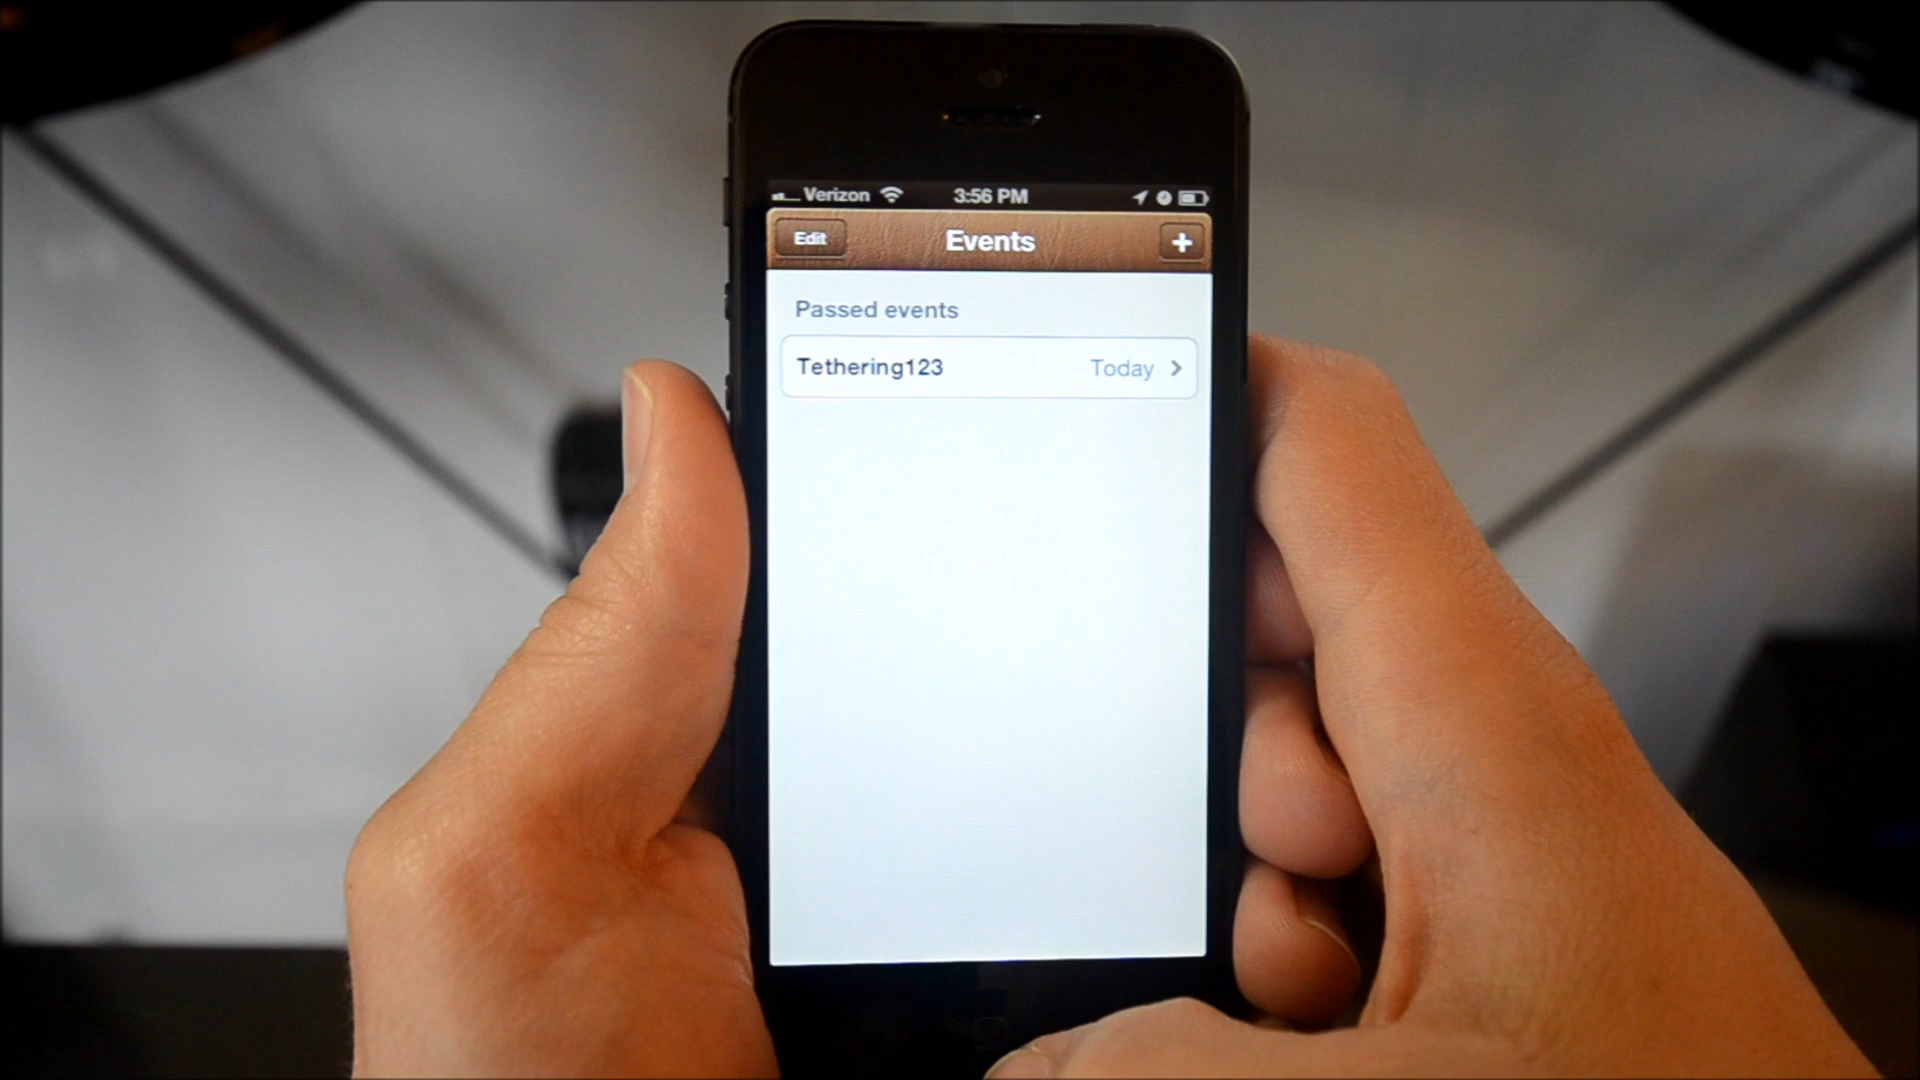 Verizon 3:56 PM
Edit Events +
Passed events
Tethering123 Today